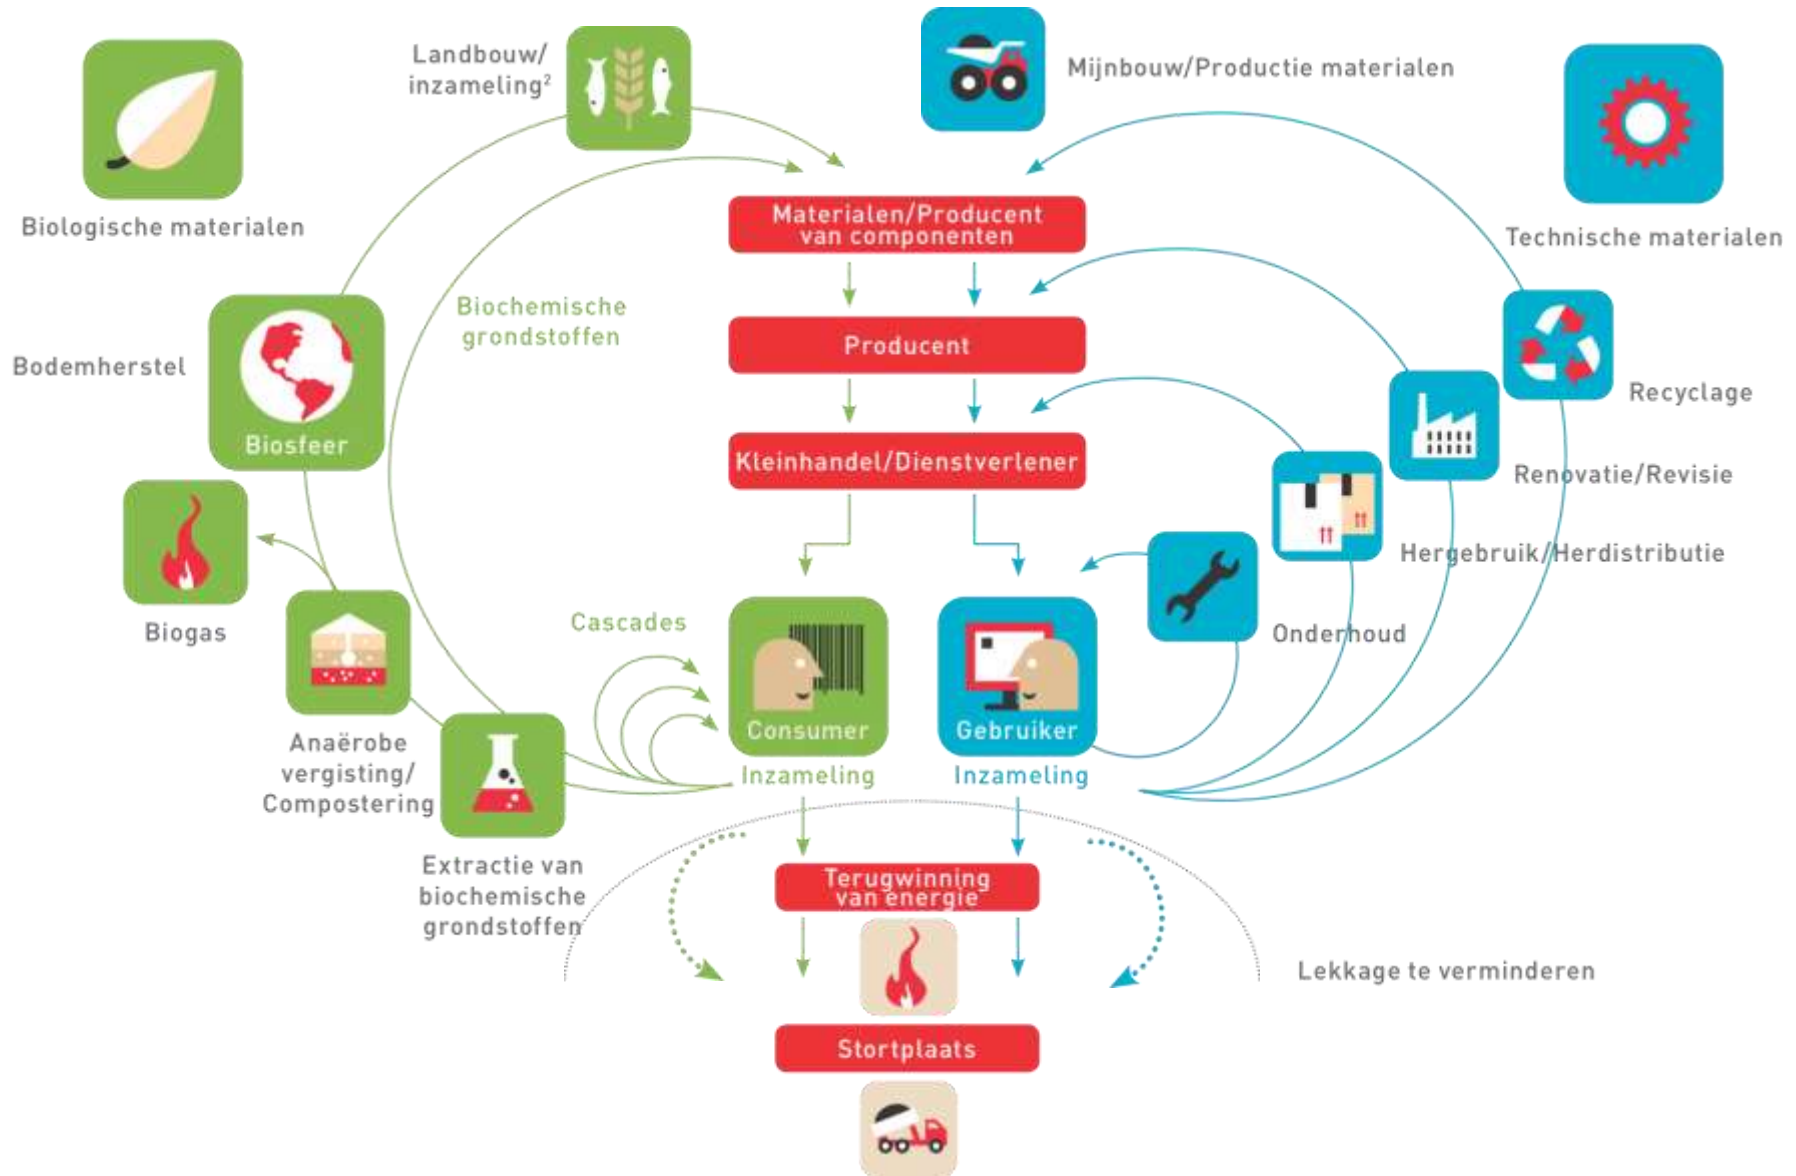 Landbouw/
inzameling²
Mijnbouw/Productie materialen
Biologische materialen
Technische materialen
Materialen/Producent
van componenten
Biochemische
grondstoffen
Producent
Bodemherstel
Biosfeer
Recyclage
Kleinhandel/Dienstverlener
Renovatie/Revisie
Hergebruik/Herdistributie
Biogas
Cascades
Onderhoud
Consumer
Gebruiker
Anaërobe
vergisting/
Compostering
Inzameling
Inzameling
Extractie van
biochemische
grondstoffen
Terugwinning
van energie
Lekkage te verminderen
Stortplaats